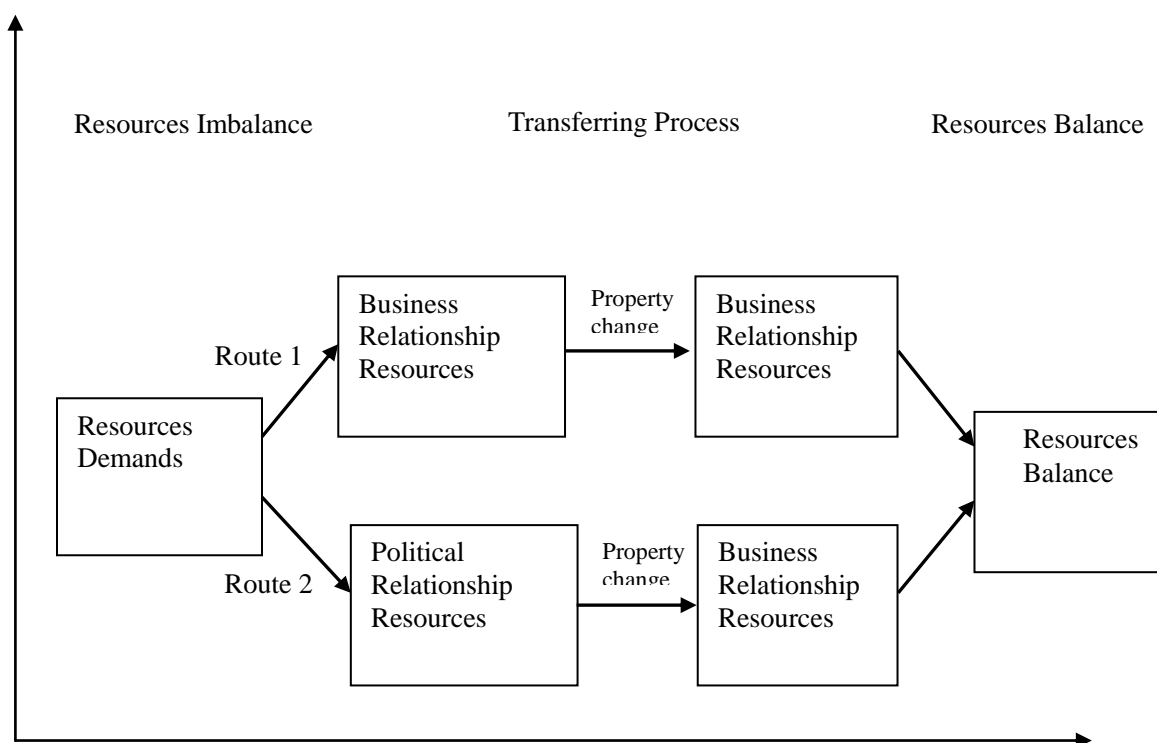 Resources Imbalance
Transferring Process
Resources Balance
Business
Relationship
Resources
Property
change
Business
Relationship
Resources
Route 1
Resources
Demands
Resources
Balance
Route 2
Political
Relationship
Resources
Property
change
Business
Relationship
Resources